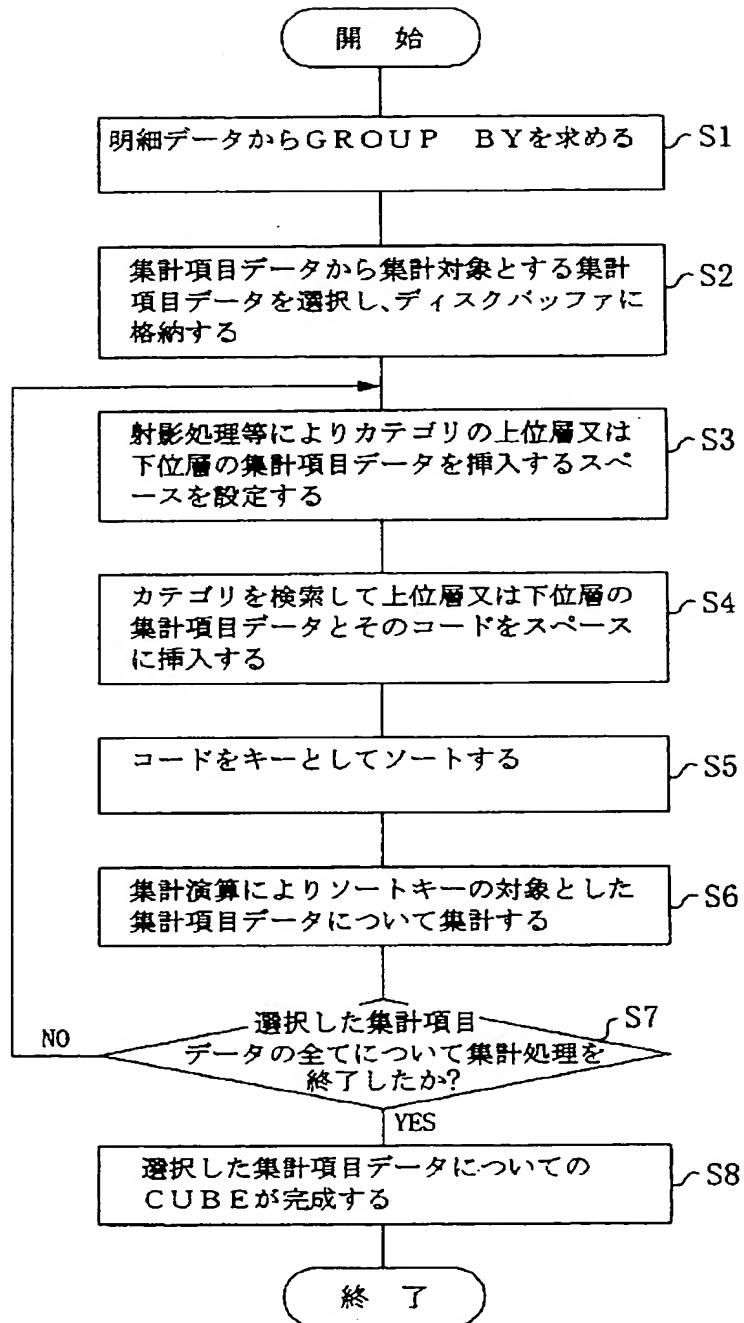 開 始
明細データからGROUP BYを求める
S1
集計項目データから集計対象とする集計
項目データを選択し、ディスクバッファに
格納する
S2
射影処理等によりカテゴリの上位層又は
下位層の集計項目データを挿入するスペ
ースを設定する
S3
カテゴリを検索して上位層又は下位層の
集計項目データとそのコードをスペース
に挿入する
S4
コードをキーとしてソートする
S5
集計演算によりソートキーの対象とした
集計項目データについて集計する
S6
選択した集計項目
データの全てについて集計処理を
終了したか?
S7
NO
YES
選択した集計項目データについての
CUBEが完成する
S8
終 了